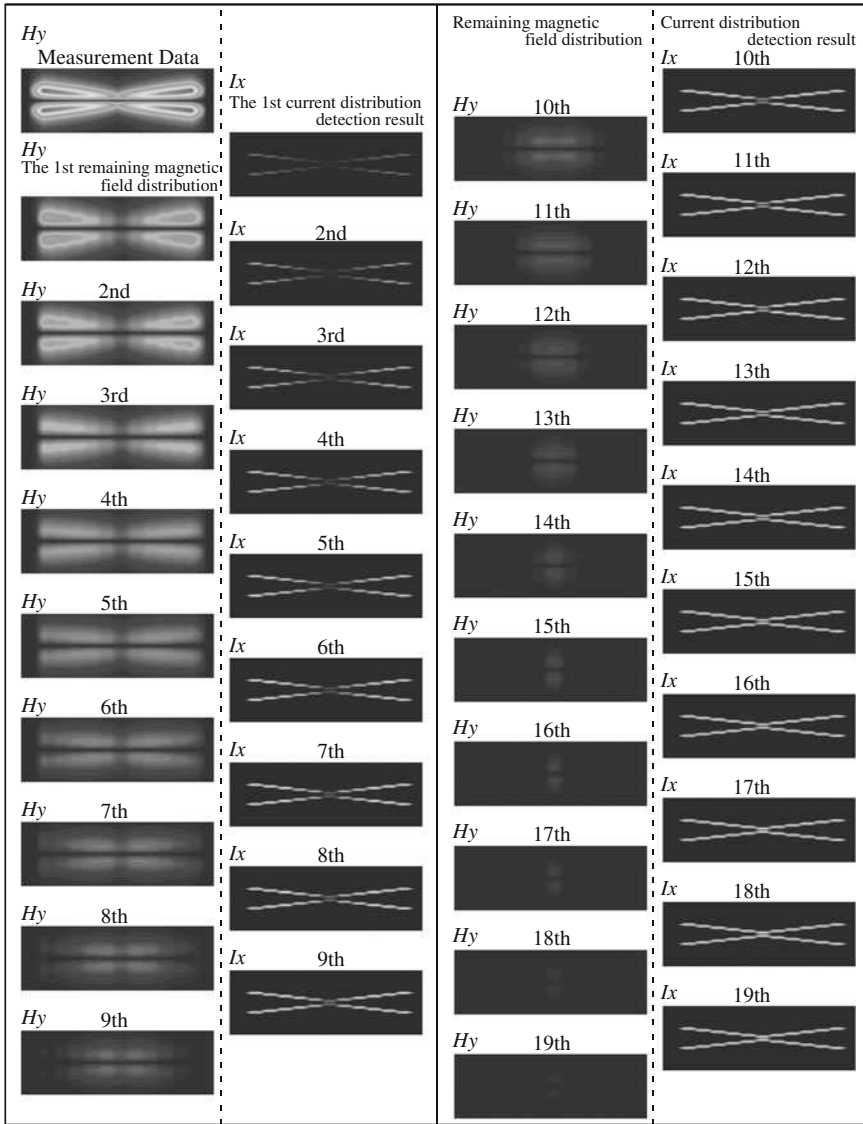 Hy
Measurement Data
Hy
The 1st remaining magnetic
field distribution
Hy 2nd
Hy 3rd
Hy 4th
Hy 5th
Hy 6th
Hy 7th
Hy 8th
Hy 9th
Ix
The 1st current distribution
detection result
Ix 2nd
Ix 3rd
Ix 4th
Ix 5th
Ix 6th
Ix 7th
Ix 8th
Ix 9th
Remaining magnetic
field distribution
Hy 10th
Hy 11th
Hy 12th
Hy 13th
Hy 14th
Hy 15th
Hy 16th
Hy 17th
Hy 18th
Hy 19th
Current distribution
detection result
Ix 10th
Ix 11th
Ix 12th
Ix 13th
Ix 14th
Ix 15th
Ix 16th
Ix 17th
Ix 18th
Ix 19th